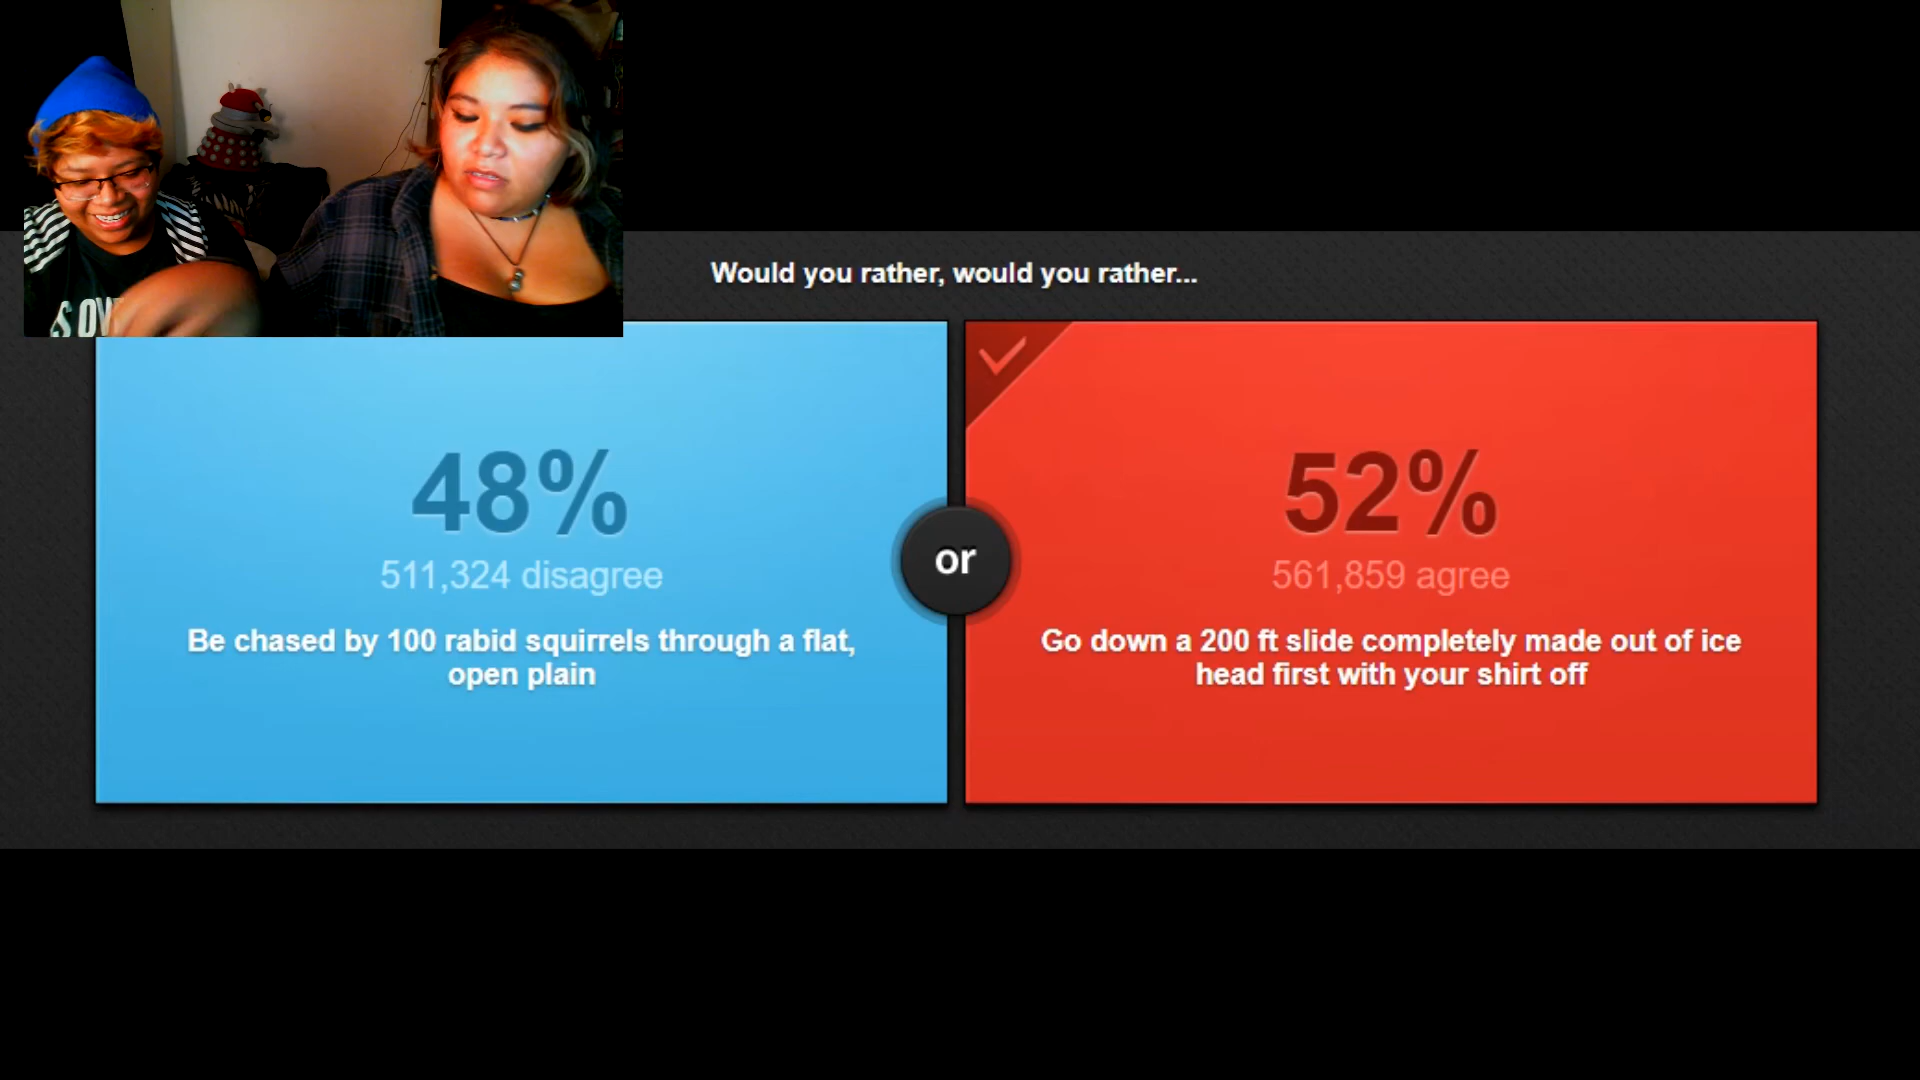 S OV
Would you rather, would you rather...
48%
511,324 disagree
Be chased by 100 rabid squirrels through a flat,
open plain
or
52%
561,859 agree
Go down a 200 ft slide completely made out of ice
head first with your shirt off